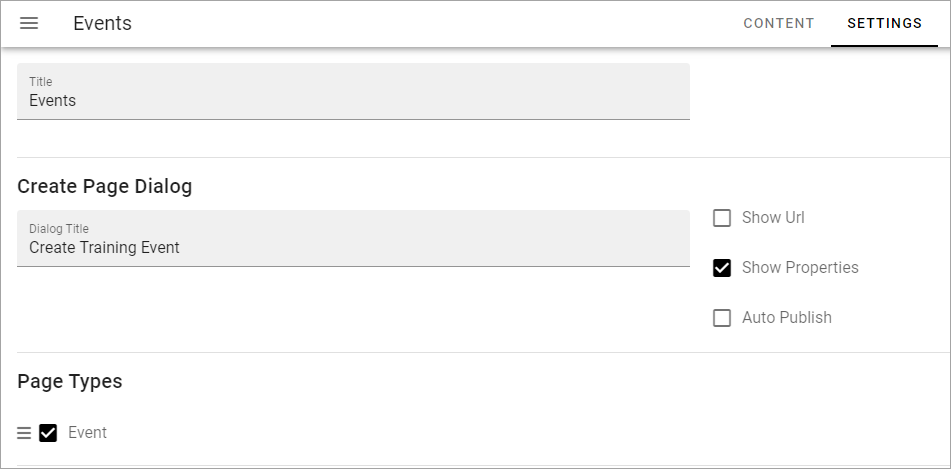 Events
CONTENT
SETTINGS
Title
Events
Create Page Dialog
Dialog Title
Create Training Event
Show Url
Show Properties
Auto Publish
Page Types
Event